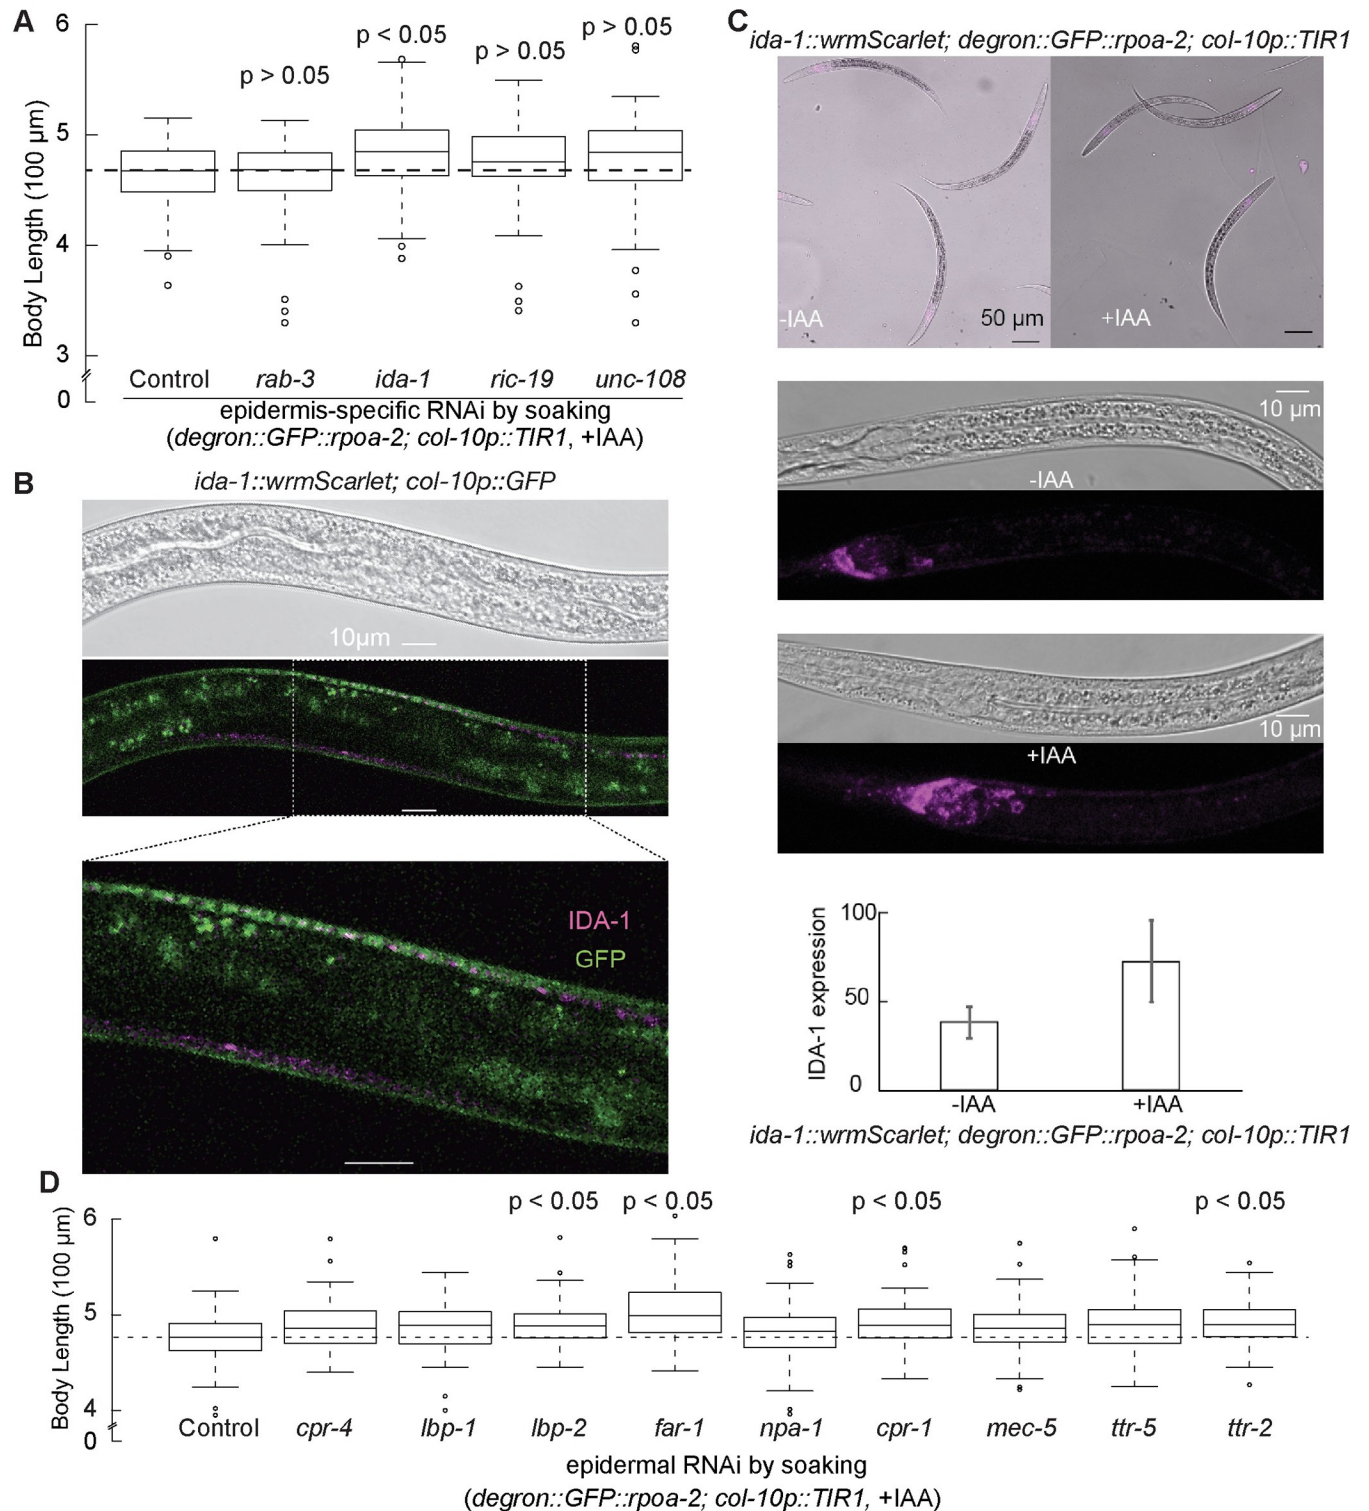 A
6
5
4
3
0
Body Length (100 µm)
p > 0.05
p < 0.05
p > 0.05
p > 0.05
Control rab-3 ida-1 ric-19 unc-108
epidermis-specific RNAi by soaking
(degron::GFP::rpoa-2; col-10p::TIR1, +IAA)
B
ida-1::wrmScarlet; col-10p::GFP
10µm
IDA-1
GFP
C
ida-1::wrmScarlet; degron::GFP::rpoa-2; col-10p::TIR1
-IAA
50 µm
+IAA
10 µm
-IAA
10 µm
+IAA
100
50
0
IDA-1 expression
-IAA +IAA
ida-1::wrmScarlet; degron::GFP::rpoa-2; col-10p::TIR1
D
p < 0.05 p < 0.05 p < 0.05 p < 0.05
6
5
4
0
Body Length (100 µm)
Control cpr-4 lbp-1 lbp-2 far-1 npa-1 cpr-1 mec-5 ttr-5 ttr-2
epidermal RNAi by soaking
(degron::GFP::rpoa-2; col-10p::TIR1, +IAA)